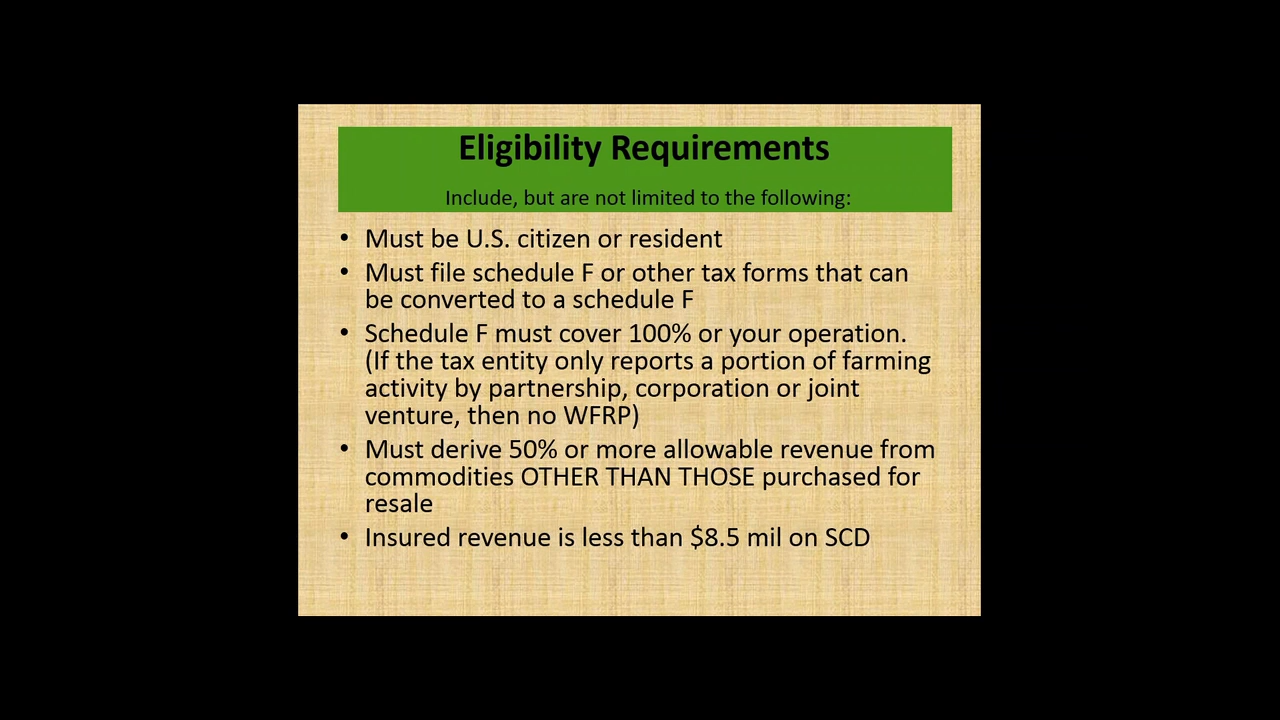 Eligibility Requirements
Include, but are not limited to the following:
• Must be U.S. citizen or resident
• Must file schedule F or other tax forms that can
be converted to a schedule F
• Schedule F must cover 100% or your operation.
(If the tax entity only reports a portion of farming
activity by partnership, corporation or joint
venture, then no WFRP)
• Must derive 50% or more allowable revenue from
commodities OTHER THAN THOSE purchased for
resale
• Insured revenue is less than $8.5 mil on SCD